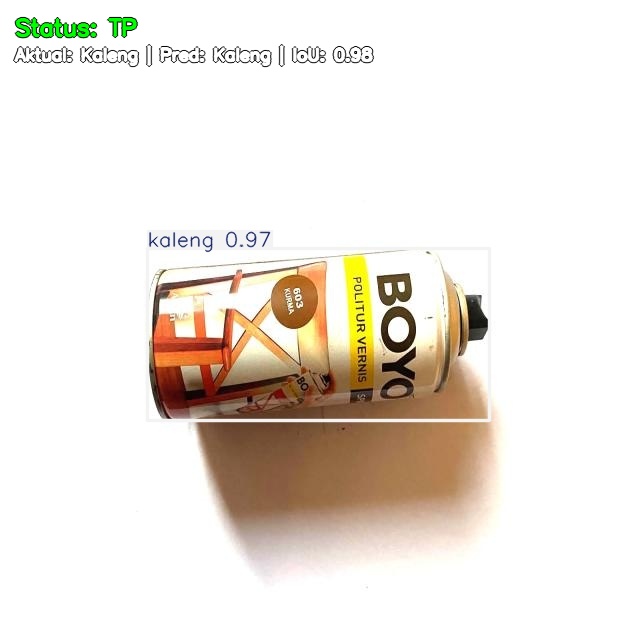 Status: TP
Aktual: Kaleng | Pred: Kaleng | IoU: 0.98
kaleng 0.97
603
KURMA
POLITUR VERNIS
BOYO